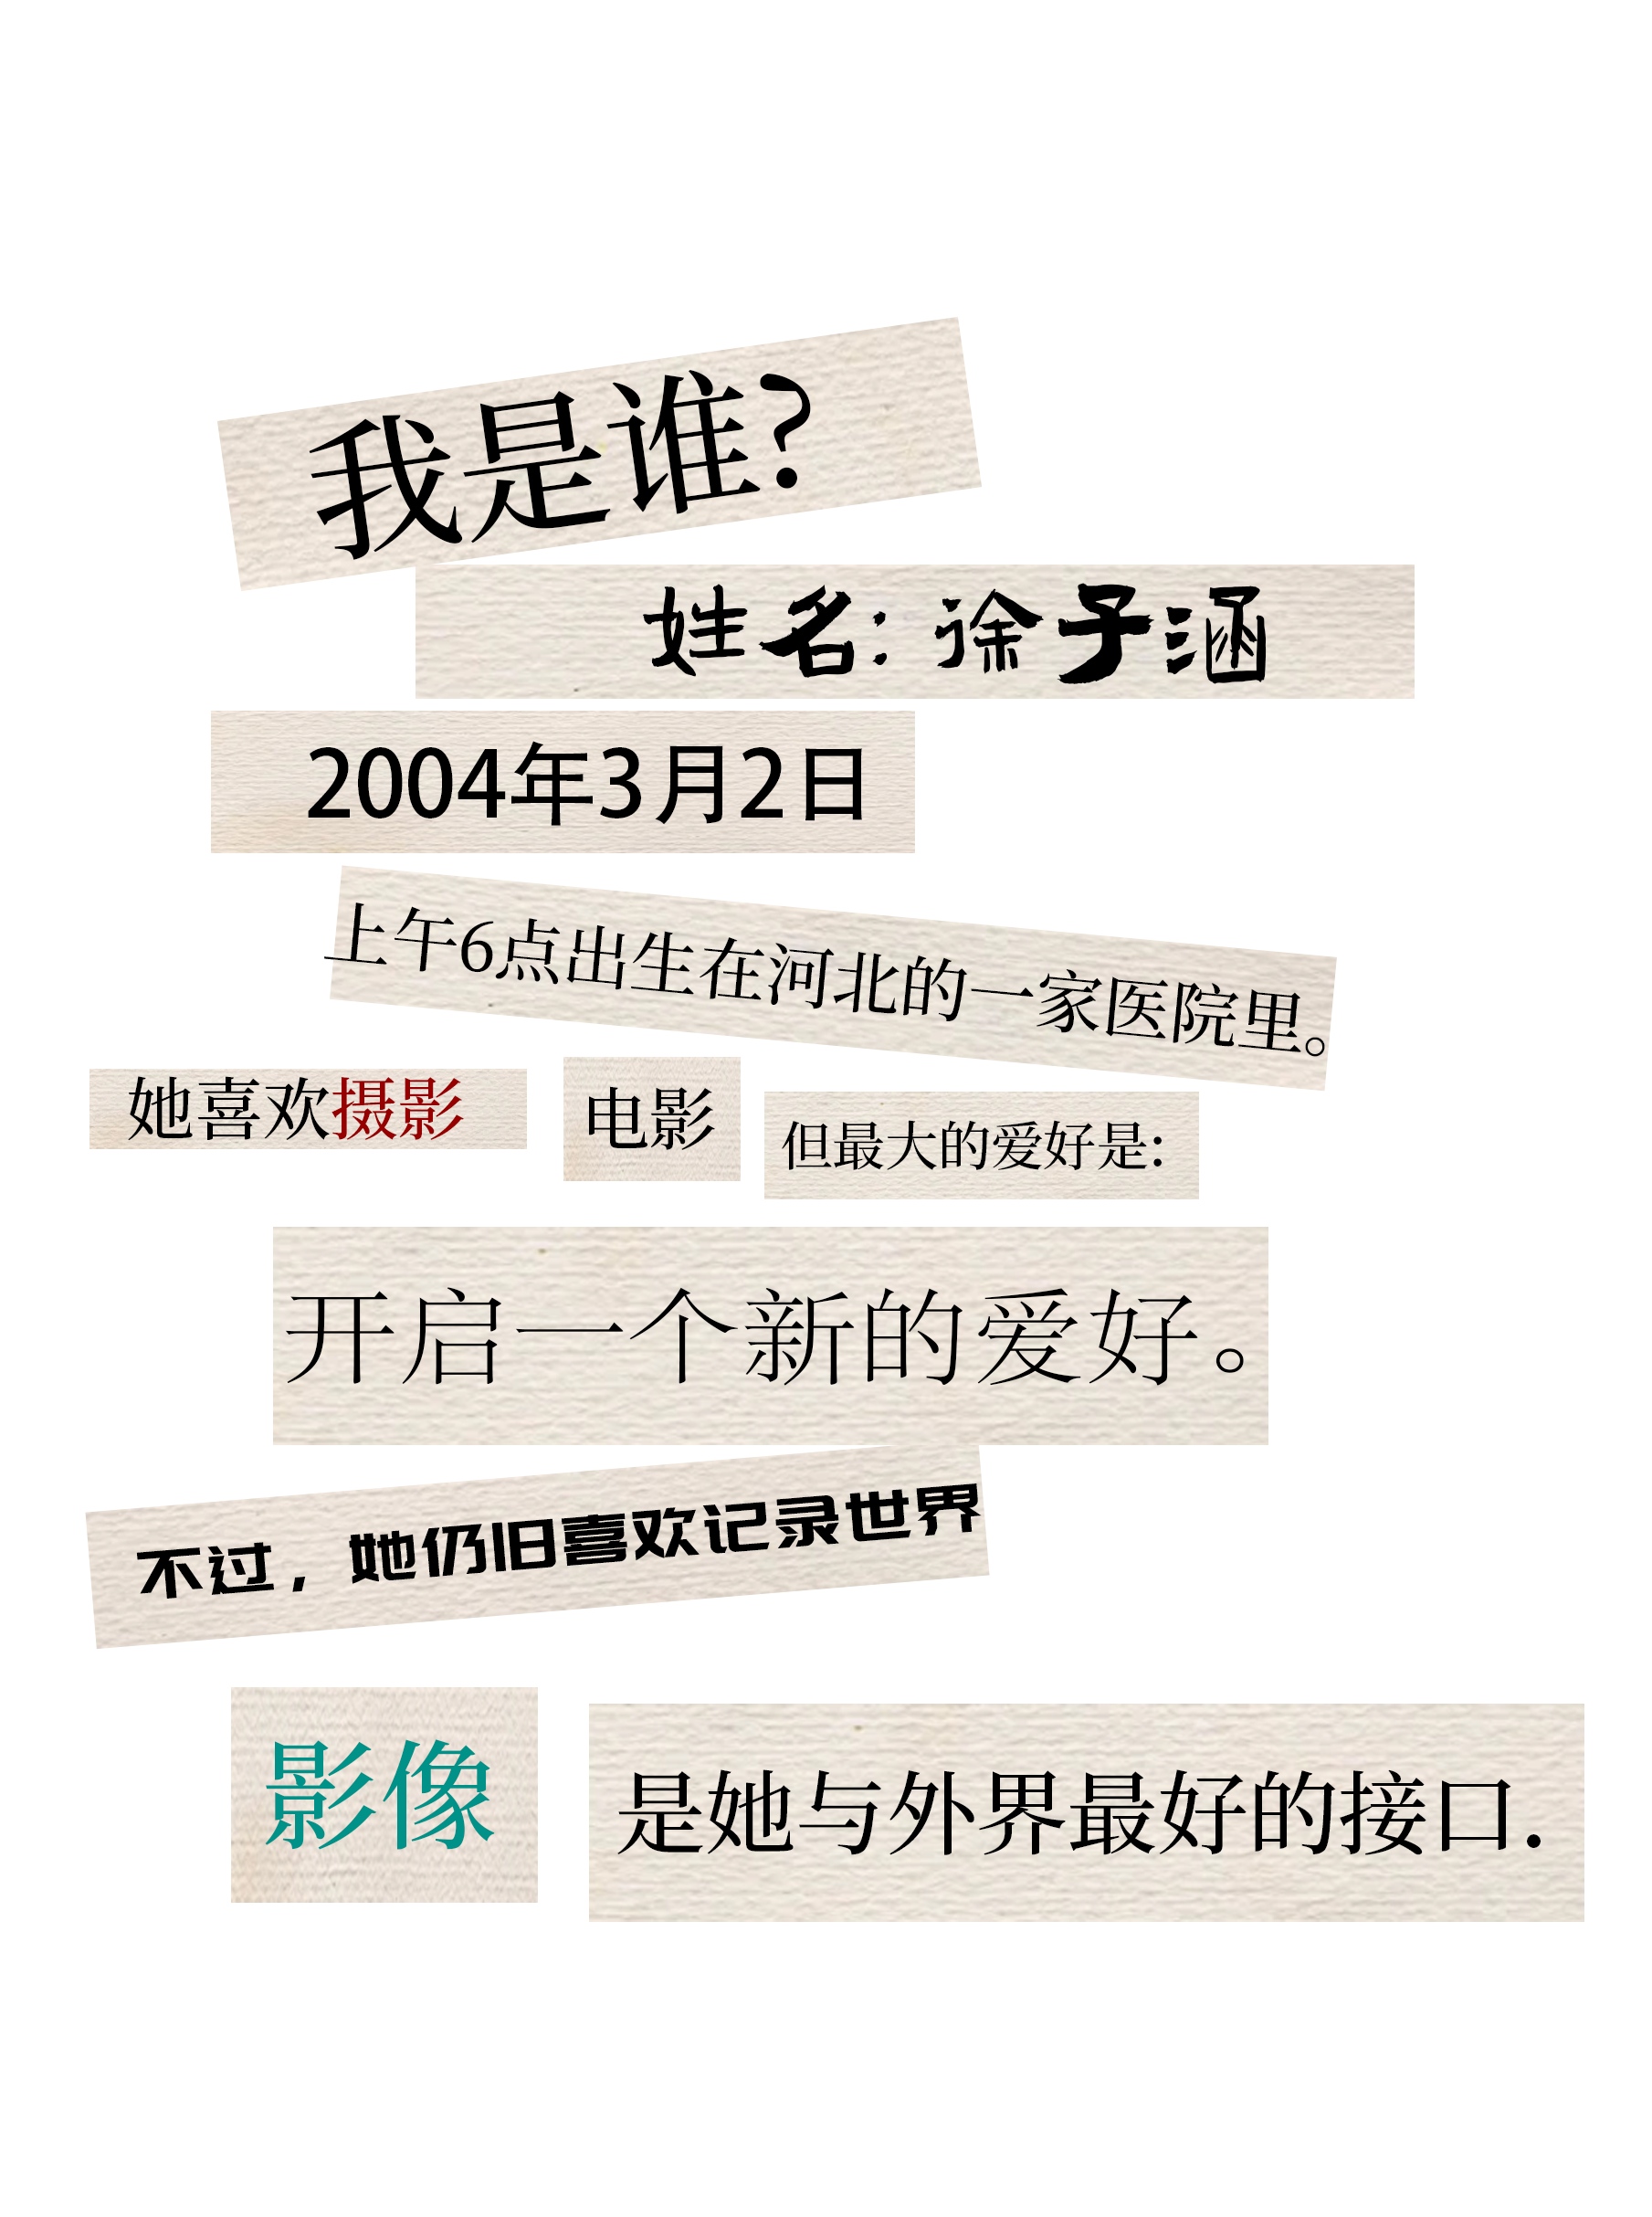 我是谁?
姓名: 徐子涵
2004年3月2日
上午6点出生在河北的一家医院里。
她喜欢摄影
电影
但最大的爱好是:
开启一个新的爱好。
不过，她仍旧喜欢记录世界
影像
是她与外界最好的接口.